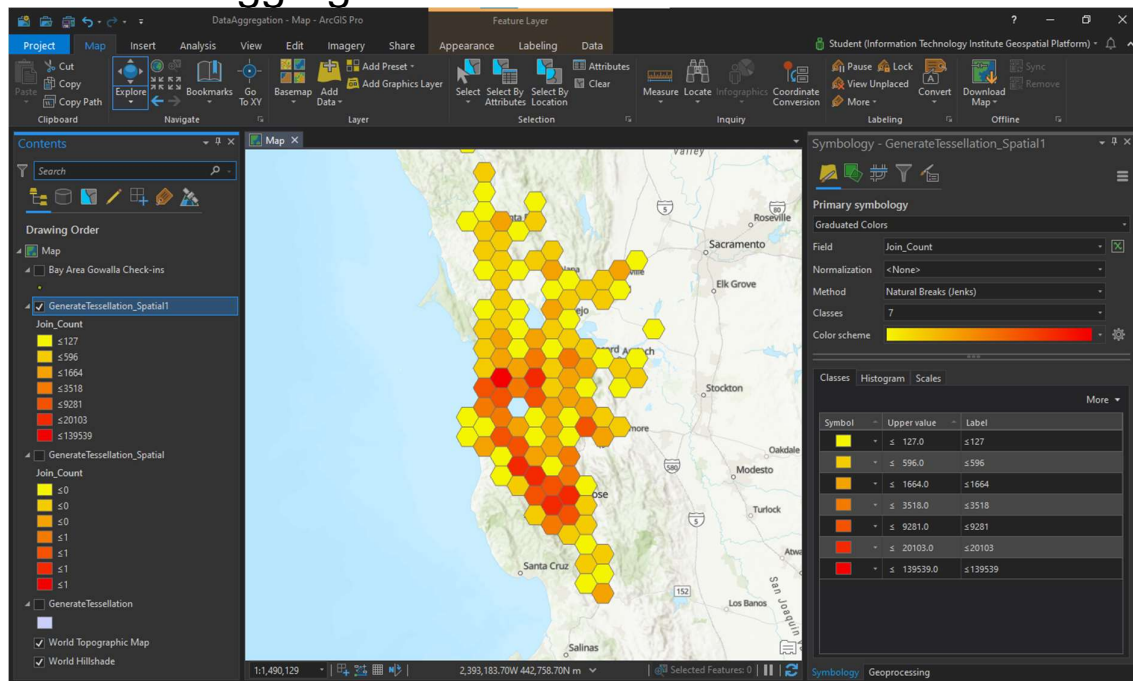 DataAggregation - Map - ArcGIS Pro
Feature Layer
?
Project Map Insert Analysis View Edit Imagery Share Appearance Labeling Data
Student (Information Technology Institute Geospatial Platform)
Paste
Cut
Copy
Copy Path
Clipboard
Explore
Bookmarks
Go To XY
Navigate
Basemap
Add Data
Add Preset
Add Graphics Layer
Layer
Select
Select By Attributes
Select By Location
Attributes
Clear
Selection
Measure
Locate
Infographics
Coordinate Conversion
Inquiry
Pause
Lock
View Unplaced
More
Convert
Labeling
Download Map
Sync
Remove
Offline
Contents
Search
Drawing Order
Map
Bay Area Gowalla Check-ins
GenerateTessellation_Spatial1
Join_Count
≤127
≤596
≤1664
≤3518
≤9281
≤20103
≤139539
GenerateTessellation_Spatial
Join_Count
≤0
≤0
≤0
≤1
≤1
≤1
≤1
GenerateTessellation
World Topographic Map
World Hillshade
Map
Valley
5
80
Roseville
Sacramento
Elk Grove
Stockton
Oakdale
580
Modesto
Turlock
5
Santa Cruz
152
Los Banos
San Joaquin
Salinas
1:1,490,129
2,393,183.70W 442,758.70N m
Selected Features: 0
Symbology - GenerateTessellation_Spatial1
Primary symbology
Graduated Colors
Field Join_Count
Normalization <None>
Method Natural Breaks (Jenks)
Classes 7
Color scheme
Classes Histogram Scales
More
Symbol Upper value Label
≤ 127.0 ≤127
≤ 596.0 ≤596
≤ 1664.0 ≤1664
≤ 3518.0 ≤3518
≤ 9281.0 ≤9281
≤ 20103.0 ≤20103
≤ 139539.0 ≤139539
Symbology Geoprocessing